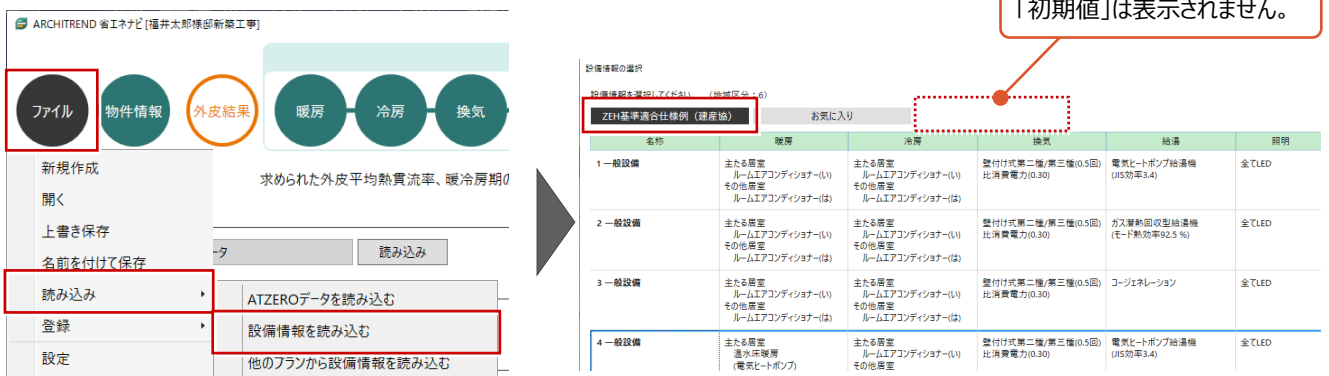 ARCHITREND 省エネナビ [福井太郎様邸新築工事]
ファイル
物件情報
外皮結果
暖房
冷房
換気
新規作成
開く
上書き保存
名前を付けて保存
読み込み
登録
設定
求められた外皮平均熱貫流率、暖冷房期の
ータ
読み込み
ATZEROデータを読み込む
設備情報を読み込む
他のプランから設備情報を読み込む
「初期値」は表示されません。
設備情報の選択
設備情報を選択してください。 (地域区分:6)
ZEH基準適合仕様例(建産協)
お気に入り
名称 暖房 冷房 換気 給湯 照明
1 一般設備 主たる居室 主たる居室 壁付け式第二種/第三種(0.5回) 電気ヒートポンプ給湯機 全てLED
ルームエアコンディショナー(い) ルームエアコンディショナー(い) 比消費電力(0.30) (JIS効率3.4)
その他居室 その他居室
ルームエアコンディショナー(は) ルームエアコンディショナー(は)
2 一般設備 主たる居室 主たる居室 壁付け式第二種/第三種(0.5回) ガス潜熱回収型給湯機 全てLED
ルームエアコンディショナー(い) ルームエアコンディショナー(い) 比消費電力(0.30) (モード熱効率92.5 %)
その他居室 その他居室
ルームエアコンディショナー(は) ルームエアコンディショナー(は)
3 一般設備 主たる居室 主たる居室 壁付け式第二種/第三種(0.5回) コージェネレーション 全てLED
ルームエアコンディショナー(い) ルームエアコンディショナー(い) 比消費電力(0.30)
その他居室 その他居室
ルームエアコンディショナー(は) ルームエアコンディショナー(は)
4 一般設備 主たる居室 主たる居室 壁付け式第二種/第三種(0.5回) 電気ヒートポンプ給湯機 全てLED
温水床暖房 ルームエアコンディショナー(い) 比消費電力(0.30) (JIS効率3.4)
(電気ヒートポンプ) その他居室